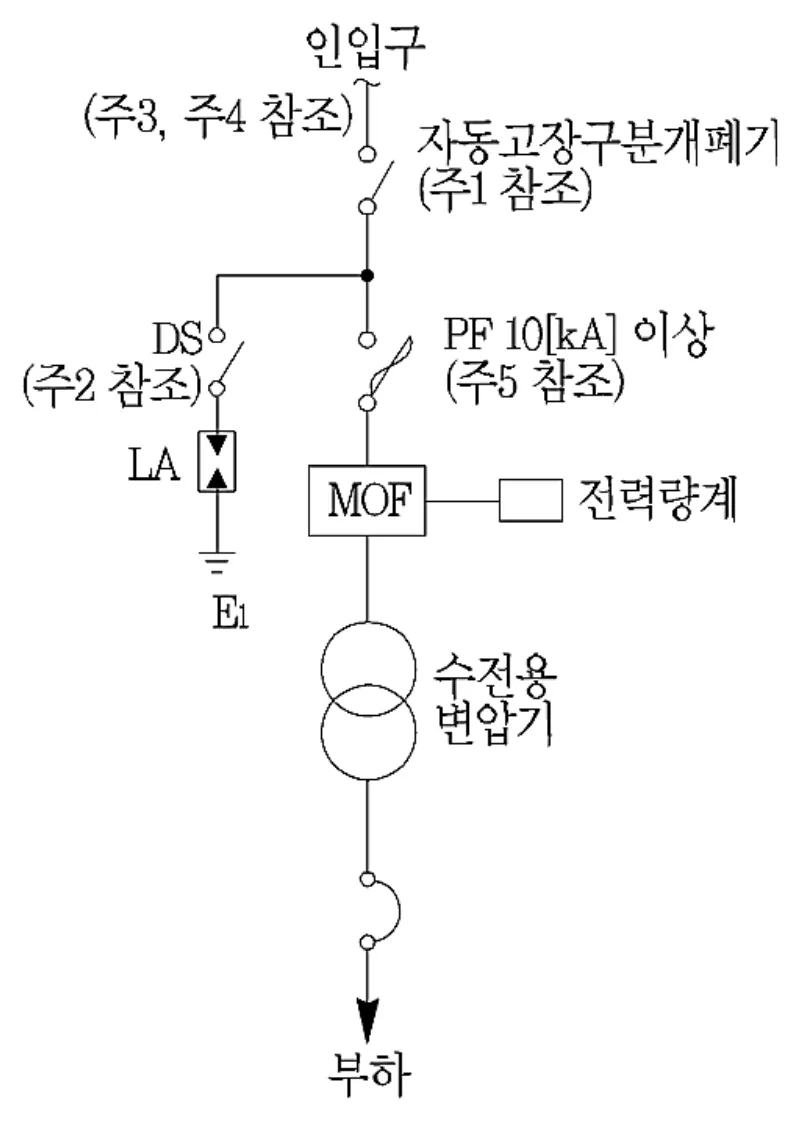 인입구
(주3, 주4 참조)
자동고장구분개폐기
(주1 참조)
DS
(주2 참조)
PF 10[kA] 이상
(주5 참조)
LA
MOF
전력량계
E1
수전용
변압기
부하